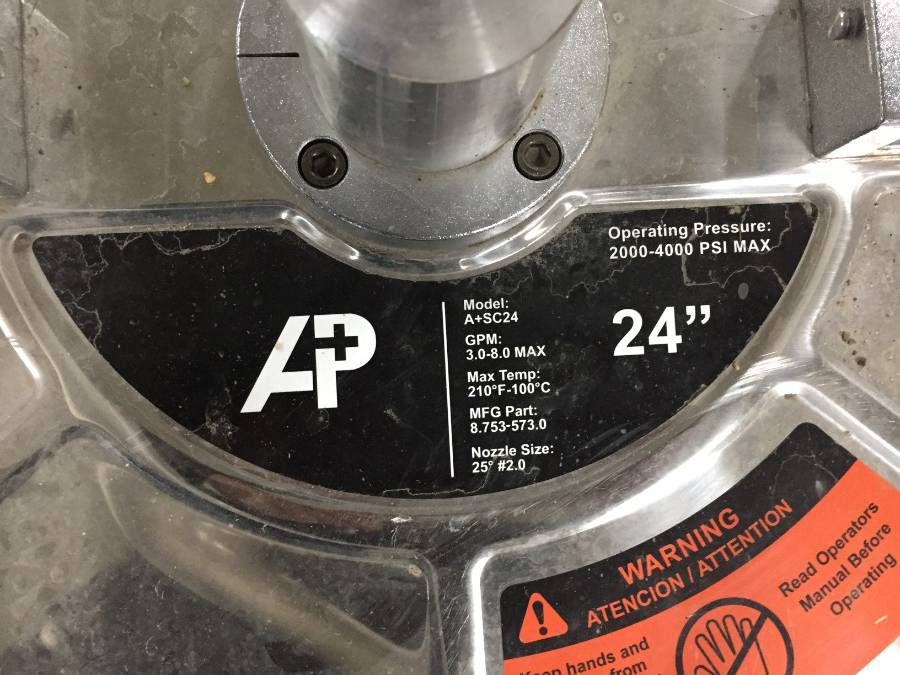 Operating Pressure:
2000-4000 PSI MAX
AP
Model:
A+SC24
GPM:
3.0-8.0 MAX
Max Temp:
210°F-100°C
MFG Part:
8.753-573.0
Nozzle Size:
25° #2.0
24”
WARNING
ATENCION / ATTENTION
Read Operators
Manual Before
Operating
Keep hands and
from